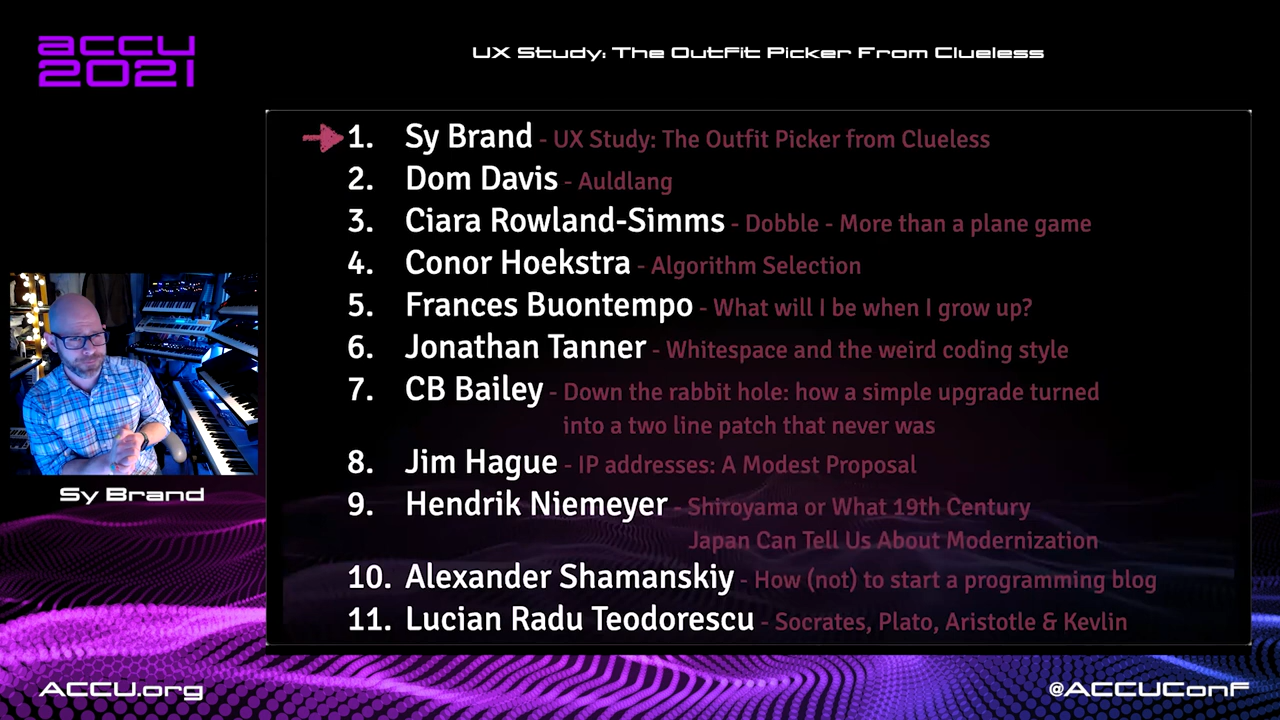 accu
2021
UX Study: The Outfit Picker From Clueless
1. Sy Brand - UX Study: The Outfit Picker from Clueless
2. Dom Davis - Auldlang
3. Ciara Rowland-Simms - Dobble - More than a plane game
4. Conor Hoekstra - Algorithm Selection
5. Frances Buontempo - What will I be when I grow up?
6. Jonathan Tanner - Whitespace and the weird coding style
7. CB Bailey - Down the rabbit hole: how a simple upgrade turned
into a two line patch that never was
8. Jim Hague - IP addresses: A Modest Proposal
9. Hendrik Niemeyer - Shiroyama or What 19th Century
Japan Can Tell Us About Modernization
10. Alexander Shamanskiy - How (not) to start a programming blog
11. Lucian Radu Teodorescu - Socrates, Plato, Aristotle & Kevlin
Sy Brand
ACCU.org
@ACCUConf